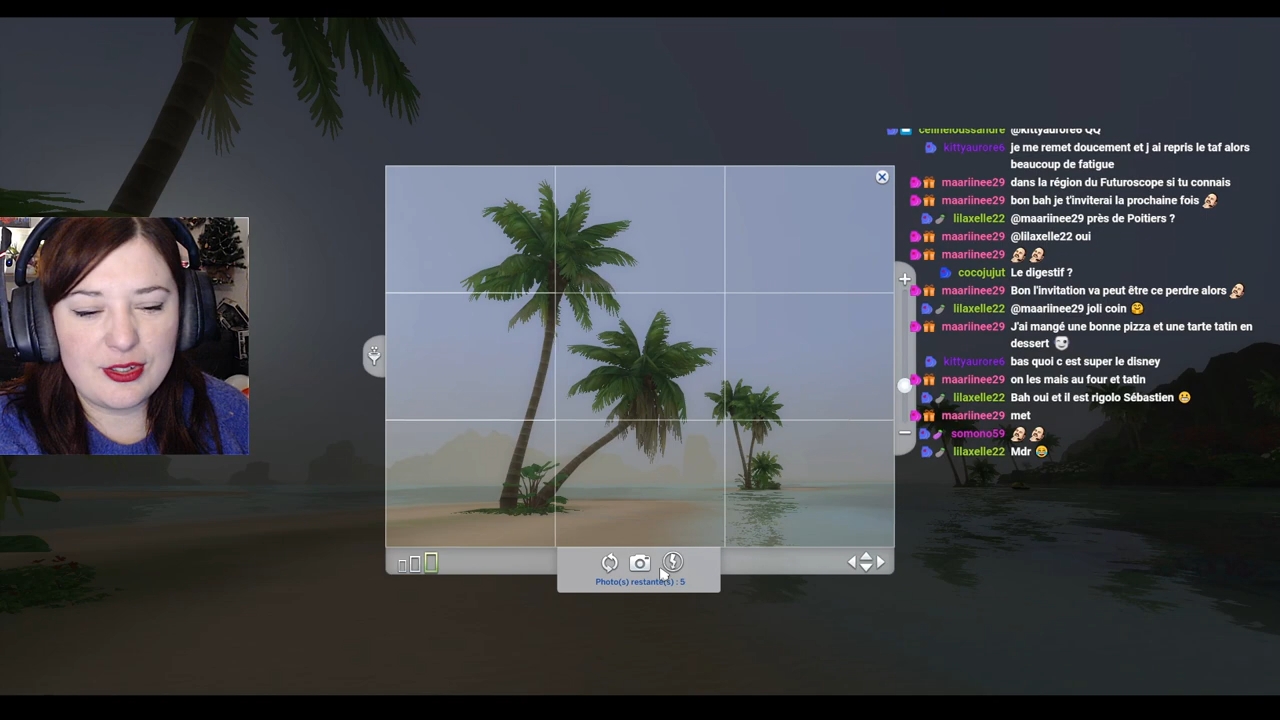 celineloussandre @kittyaurore6 QQ
kittyaurore6 je me remet doucement et j ai repris le taf alors
beaucoup de fatigue
maariinee29 dans la région du Futuroscope si tu connais
maariinee29 bon bah je t'inviterai la prochaine fois
lilaxelle22 @maariinee29 près de Poitiers ?
maariinee29 @lilaxelle22 oui
maariinee29
cocojujut Le digestif ?
maariinee29 Bon l'invitation va peut être ce perdre alors
lilaxelle22 @maariinee29 joli coin 🤗
maariinee29 J'ai mangé une bonne pizza et une tarte tatin en
dessert
kittyaurore6 bas quoi c est super le disney
maariinee29 on les mais au four et tatin
lilaxelle22 Bah oui et il est rigolo Sébastien 😁
maariinee29 met
somono59
lilaxelle22 Mdr 😂
Photo(s) restante(s) : 5